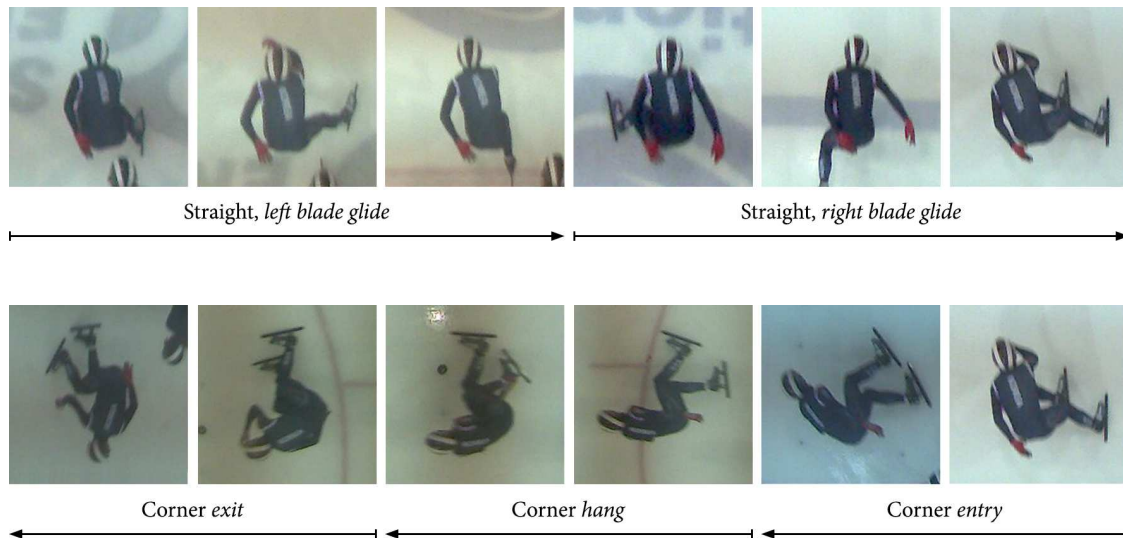 Straight, left blade glide
Straight, right blade glide
Corner exit
Corner hang
Corner entry